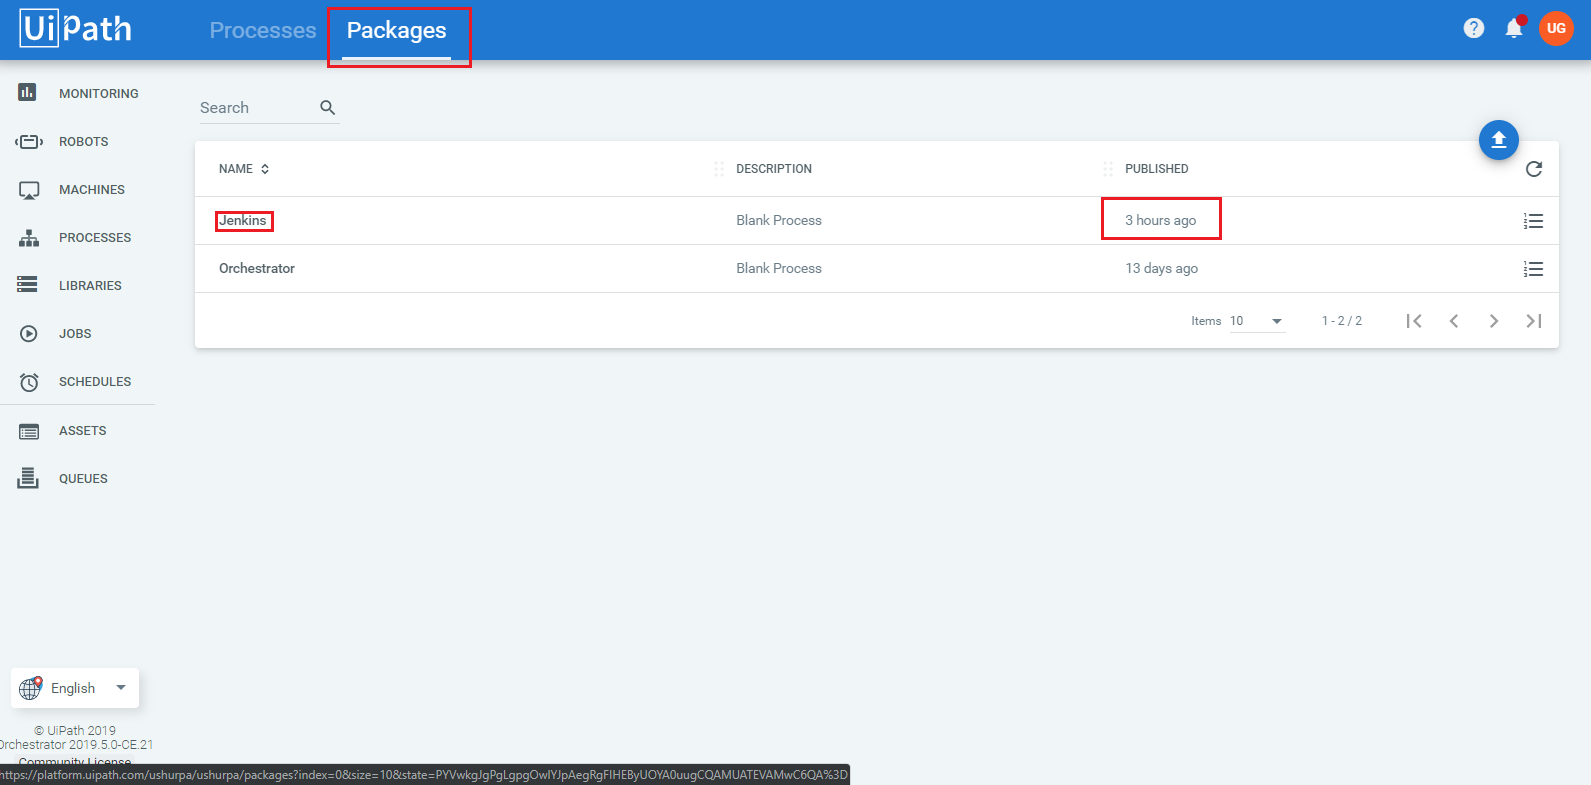 UiPath
Processes Packages
? UG
MONITORING
ROBOTS
MACHINES
PROCESSES
LIBRARIES
JOBS
SCHEDULES
ASSETS
QUEUES
Search
NAME DESCRIPTION PUBLISHED
Jenkins Blank Process 3 hours ago
Orchestrator Blank Process 13 days ago
Items 10 1 - 2 / 2
English
© UiPath 2019
Orchestrator 2019.5.0-CE.21
Community License
https://platform.uipath.com/ushurpa/ushurpa/packages?index=0&size=10&state=PYVwkgJgPgLgpgOwIYJpAegRgFIHEByUOYA0uugCQAMUATEVAMwC6QA%3D